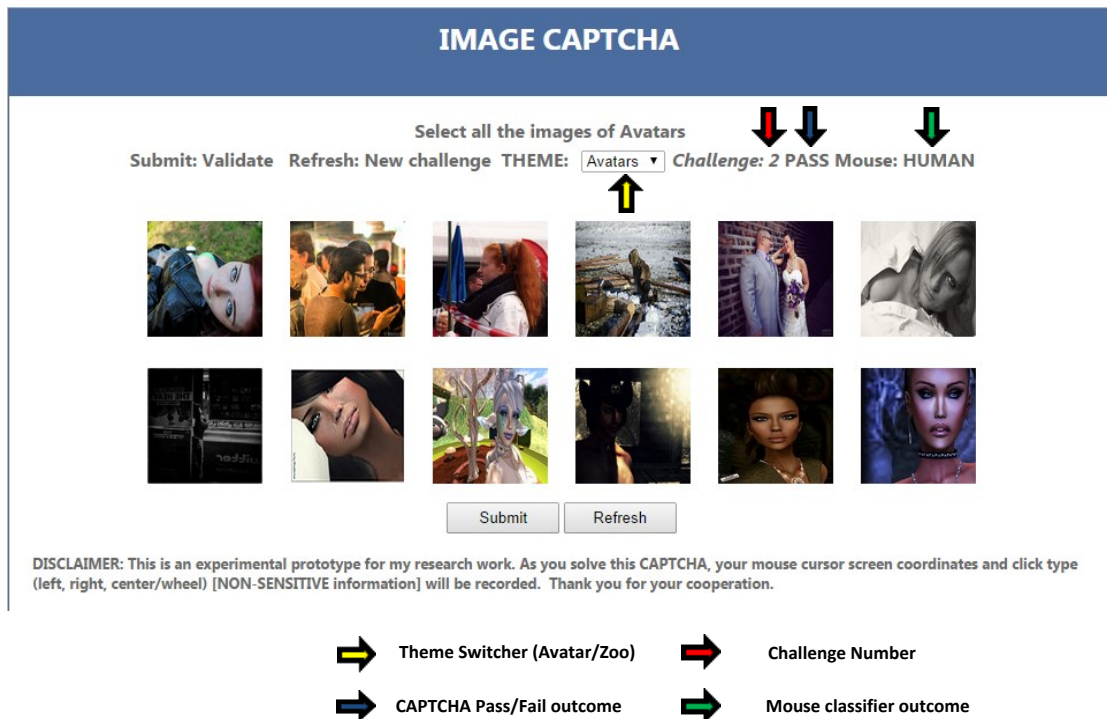 IMAGE CAPTCHA
Select all the images of Avatars
Submit: Validate Refresh: New challenge THEME: Avatars Challenge: 2 PASS Mouse: HUMAN
Submit Refresh
DISCLAIMER: This is an experimental prototype for my research work. As you solve this CAPTCHA, your mouse cursor screen coordinates and click type
(left, right, center/wheel) [NON-SENSITIVE information] will be recorded. Thank you for your cooperation.
Theme Switcher (Avatar/Zoo) Challenge Number
CAPTCHA Pass/Fail outcome Mouse classifier outcome